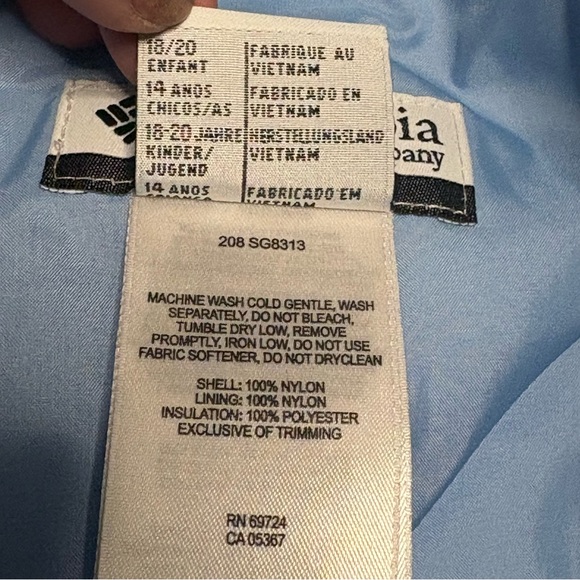 18/20
ENFANT
FABRIQUE AU
VIETNAM
14 ANOS
CHICOS/AS
FABRICADO EN
VIETNAM
18-20 JAHRE
KINDER/
JUGEND
HERSTELLUNGSLAND
VIETNAM
14 ANOS
FABRICADO EM
VIETNAM
bia
pany
208 SG8313
MACHINE WASH COLD GENTLE, WASH
SEPARATELY, DO NOT BLEACH,
TUMBLE DRY LOW, REMOVE
PROMPTLY, IRON LOW, DO NOT USE
FABRIC SOFTENER, DO NOT DRYCLEAN
SHELL: 100% NYLON
LINING: 100% NYLON
INSULATION: 100% POLYESTER
EXCLUSIVE OF TRIMMING
RN 69724
CA 05367